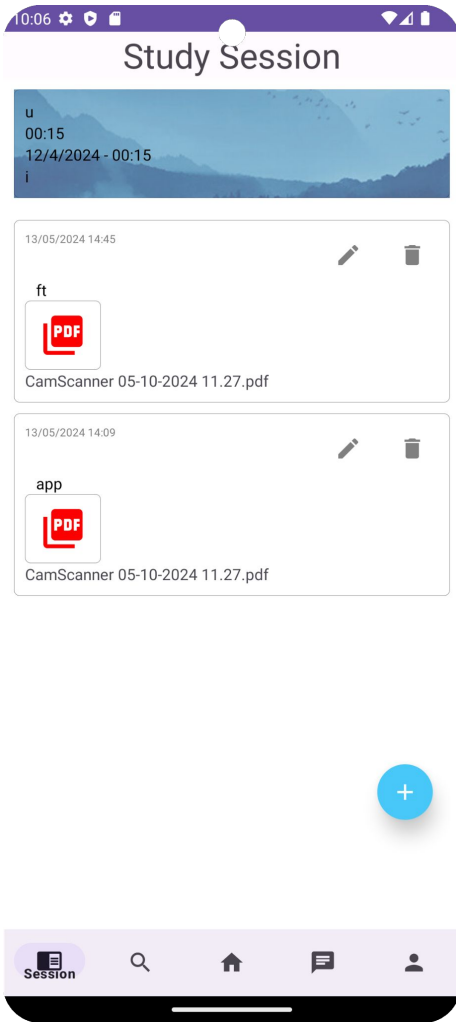 10:06
Study Session
u
00:15
12/4/2024 - 00:15
i
13/05/2024 14:45
ft
PDF
CamScanner 05-10-2024 11.27.pdf
13/05/2024 14:09
app
PDF
CamScanner 05-10-2024 11.27.pdf
+
Session